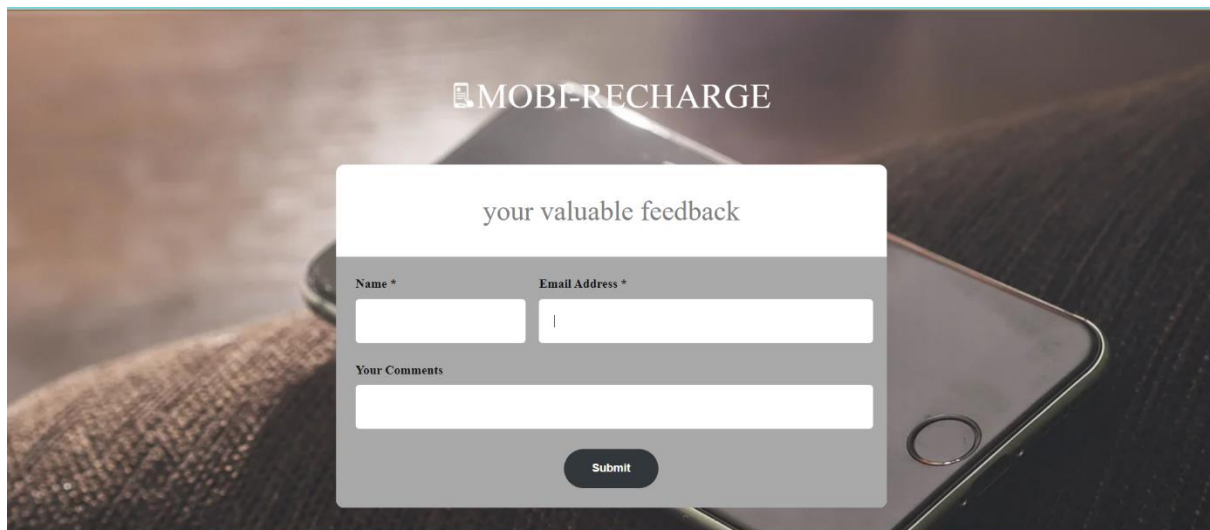 MOBI-RECHARGE
your valuable feedback
Name * Email Address *
Your Comments
Submit